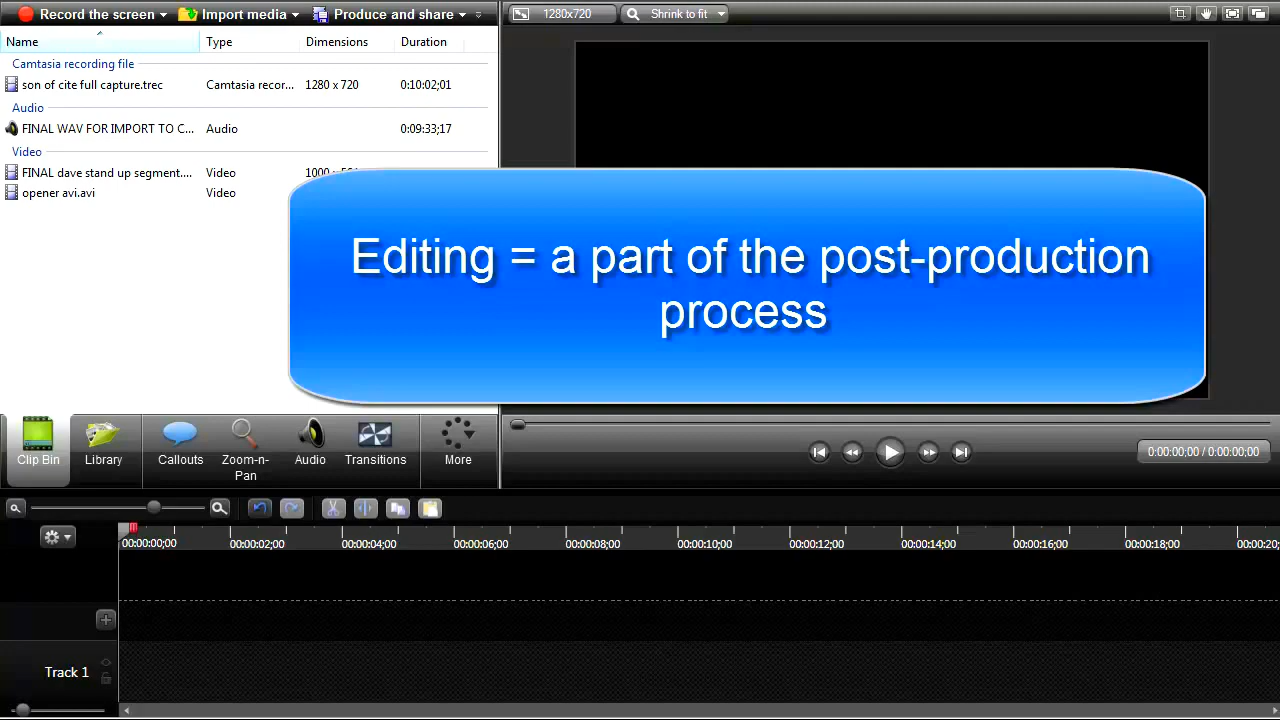 Record the screen Import media Produce and share 1280x720 Shrink to fit
Name Type Dimensions Duration
Camtasia recording file
son of cite full capture.trec Camtasia recor... 1280 x 720 0:10:02;01
Audio
FINAL WAV FOR IMPORT TO C... Audio 0:09:33;17
Video
FINAL dave stand up segment.... Video
opener avi.avi Video
Editing = a part of the post-production
process
Clip Bin Library Callouts Zoom-n-Pan Audio Transitions More
0:00:00;00 / 0:00:00;00
00:00:00;00 00:00:02;00 00:00:04;00 00:00:06;00 00:00:08;00 00:00:10;00 00:00:12;00 00:00:14;00 00:00:16;00 00:00:18;00 00:00:20;
Track 1